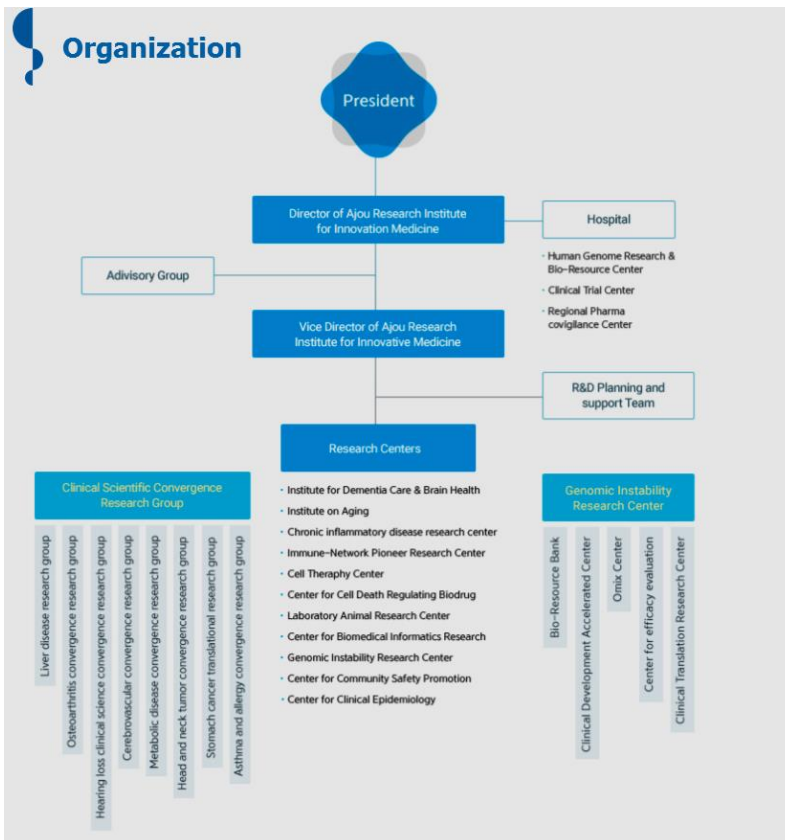 Organization
President
Director of Ajou Research Institute
for Innovation Medicine
Hospital
· Human Genome Research &
Bio-Resource Center
· Clinical Trial Center
· Regional Pharma
covigilance Center
Adivisory Group
Vice Director of Ajou Research
Institute for Innovative Medicine
R&D Planning and
support Team
Research Centers
· Institute for Dementia Care & Brain Health
· Institute on Aging
· Chronic inflammatory disease research center
· Immune-Network Pioneer Research Center
· Cell Theraphy Center
· Center for Cell Death Regulating Biodrug
· Laboratory Animal Research Center
· Center for Biomedical Informatics Research
· Genomic Instability Research Center
· Center for Community Safety Promotion
· Center for Clinical Epidemiology
Clinical Scientific Convergence
Research Group
Liver disease research group
Osteoarthritis convergence research group
Hearing loss clinical science convergence research group
Cerebrovascular convergence research group
Metabolic disease convergence research group
Head and neck tumor convergence research group
Stomach cancer translational research group
Asthma and allergy convergence research group
Genomic Instability
Research Center
Bio-Resource Bank
Clinical Development Accelerated Center
Omix Center
Center for efficacy evaluation
Clinical Translation Research Center